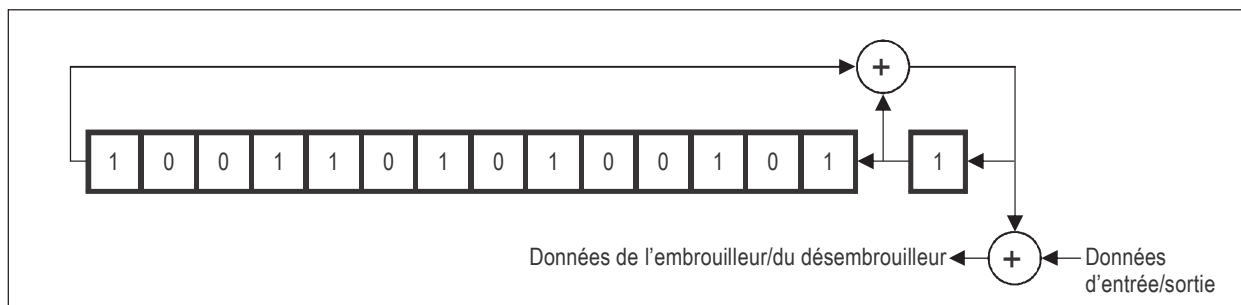 +
1 0 0 1 1 0 1 0 1 0 0 1 0 1 1
Données de l'embrouilleur/du désembrouilleur + Données
d'entrée/sortie